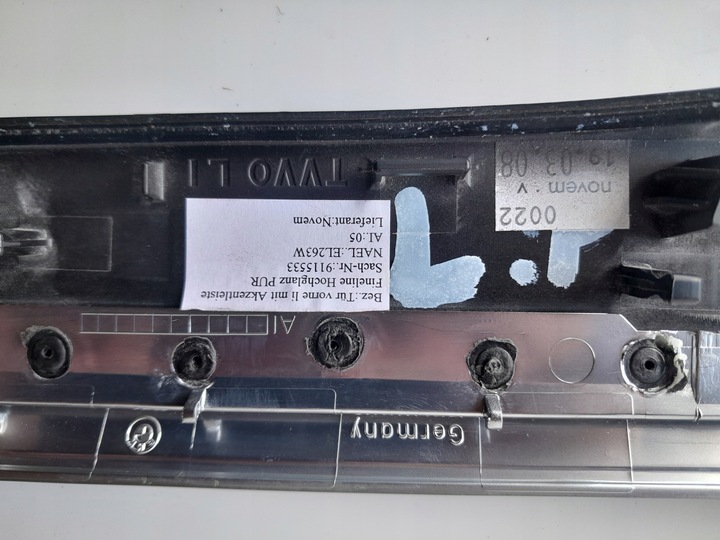 Germany
Bez.:Tür vorne li mit Akzentleiste
Fineline Hochglanz PUR
Sach-Nr.:9115533
NAEL.:EL263W
AI.:05
Lieferant:Novem
0022
novem - v
19.03.08